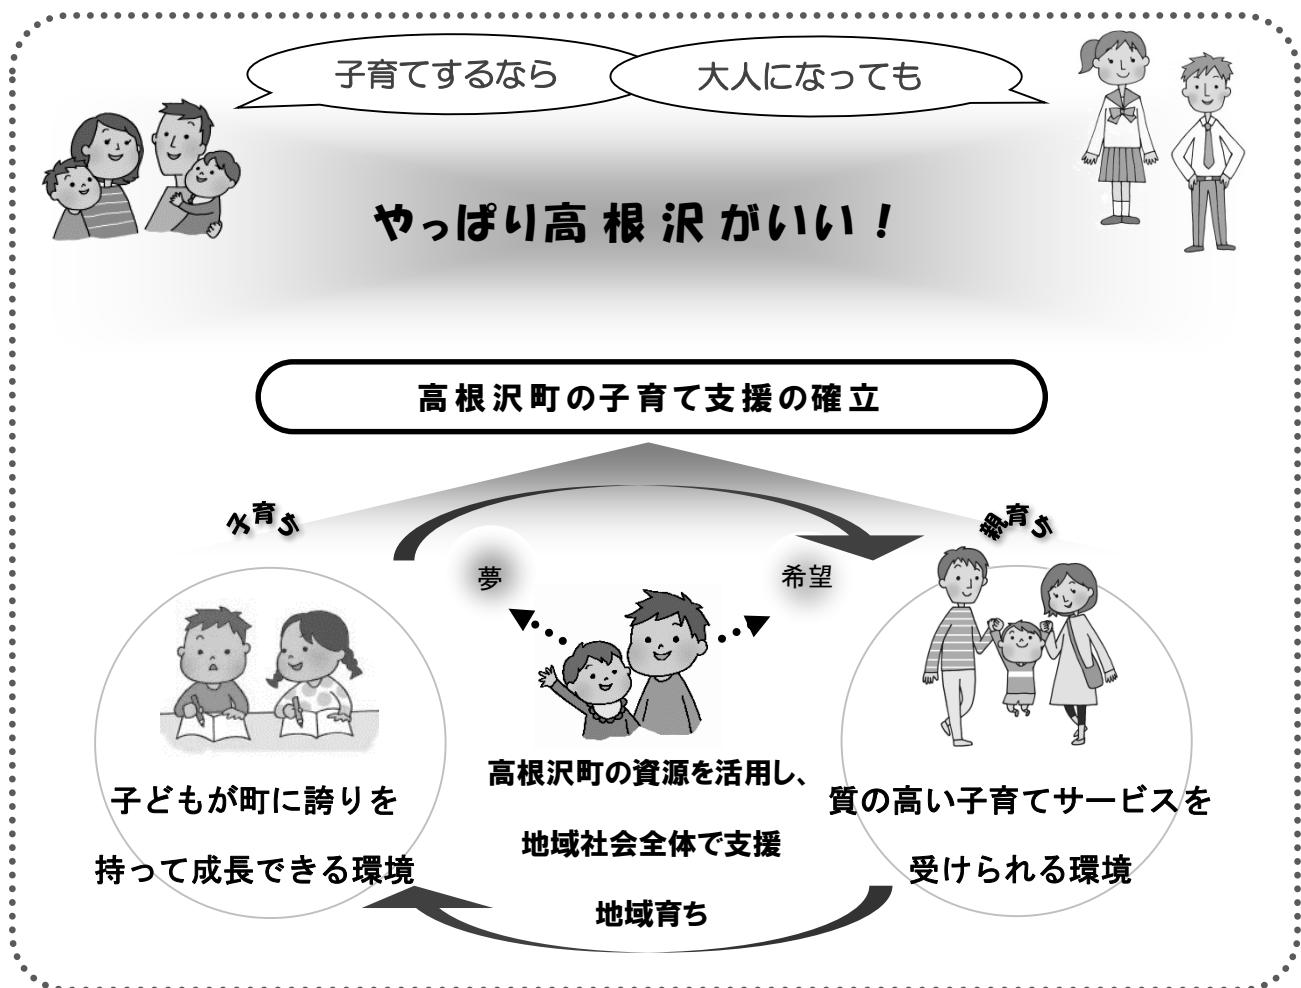 子育てするなら
大人になっても
やっぱり高根沢がいい！
高根沢町の子育て支援の確立
子育ち
親育ち
夢
希望
子どもが町に誇りを
持って成長できる環境
高根沢町の資源を活用し、
地域社会全体で支援
地域育ち
質の高い子育てサービスを
受けられる環境